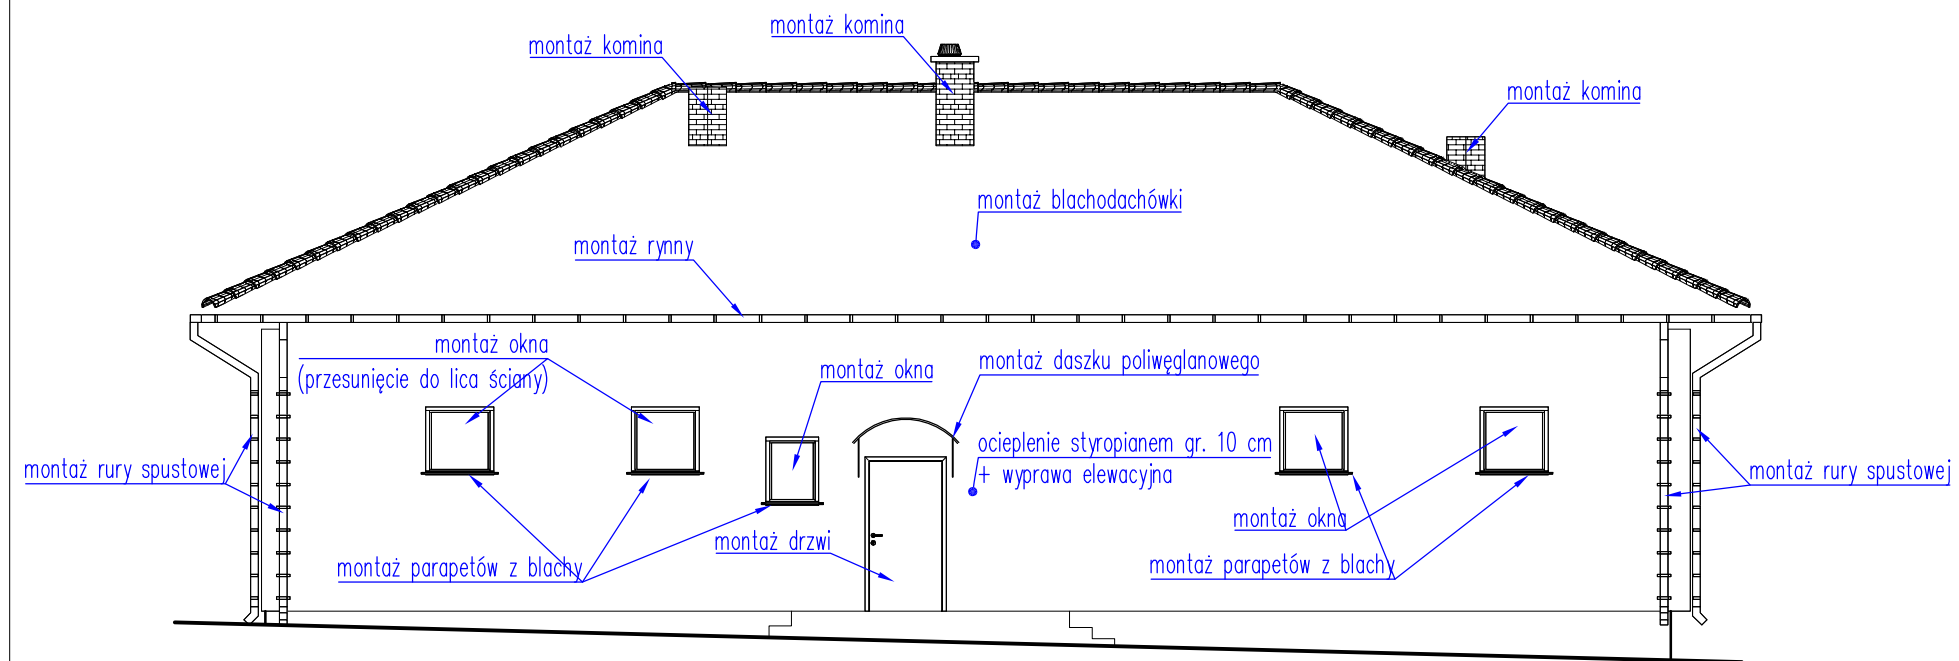 montaż komina
montaż komina
montaż komina
montaż blachodachówki
montaż rynny
montaż okna
(przesunięcie do lica ściany)
montaż okna
montaż daszku poliwęglanowego
ocieplenie styropianem gr. 10 cm
+ wyprawa elewacyjna
montaż rury spustowej
montaż rury spustowej
montaż okna
montaż drzwi
montaż parapetów z blachy
montaż parapetów z blachy